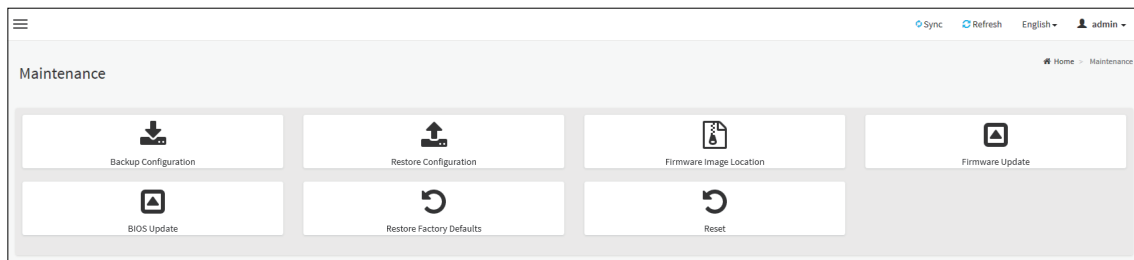 Sync Refresh English admin
Maintenance
Home > Maintenance
Backup Configuration
Restore Configuration
Firmware Image Location
Firmware Update
BIOS Update
Restore Factory Defaults
Reset